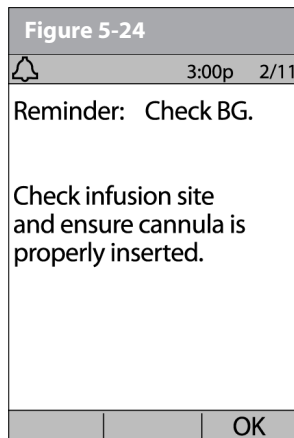 Figure 5-24
3:00p 2/11
Reminder: Check BG.
Check infusion site
and ensure cannula is
properly inserted.
OK